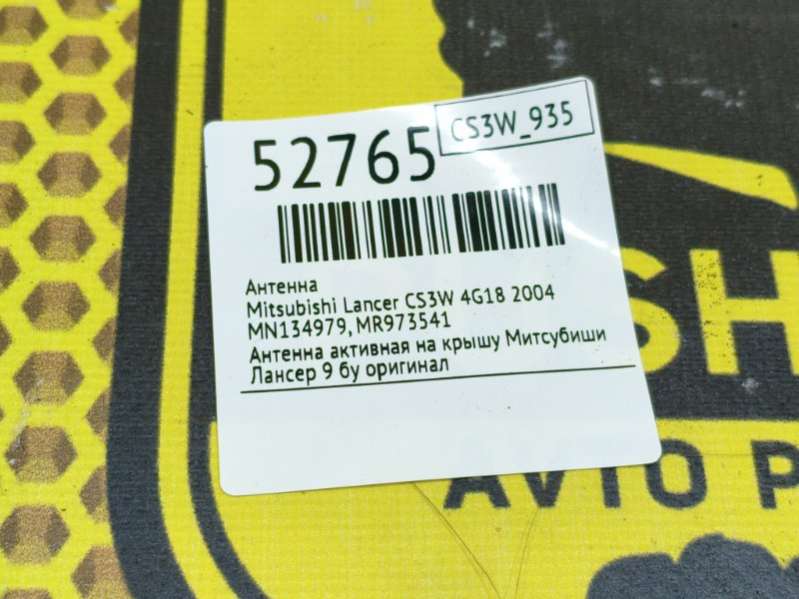 52765
CS3W_935
Антенна
Mitsubishi Lancer CS3W 4G18 2004
MN134979, MR973541
Антенна активная на крышу Митсубиши
Лансер 9 бу оригинал
SH
AVTO P